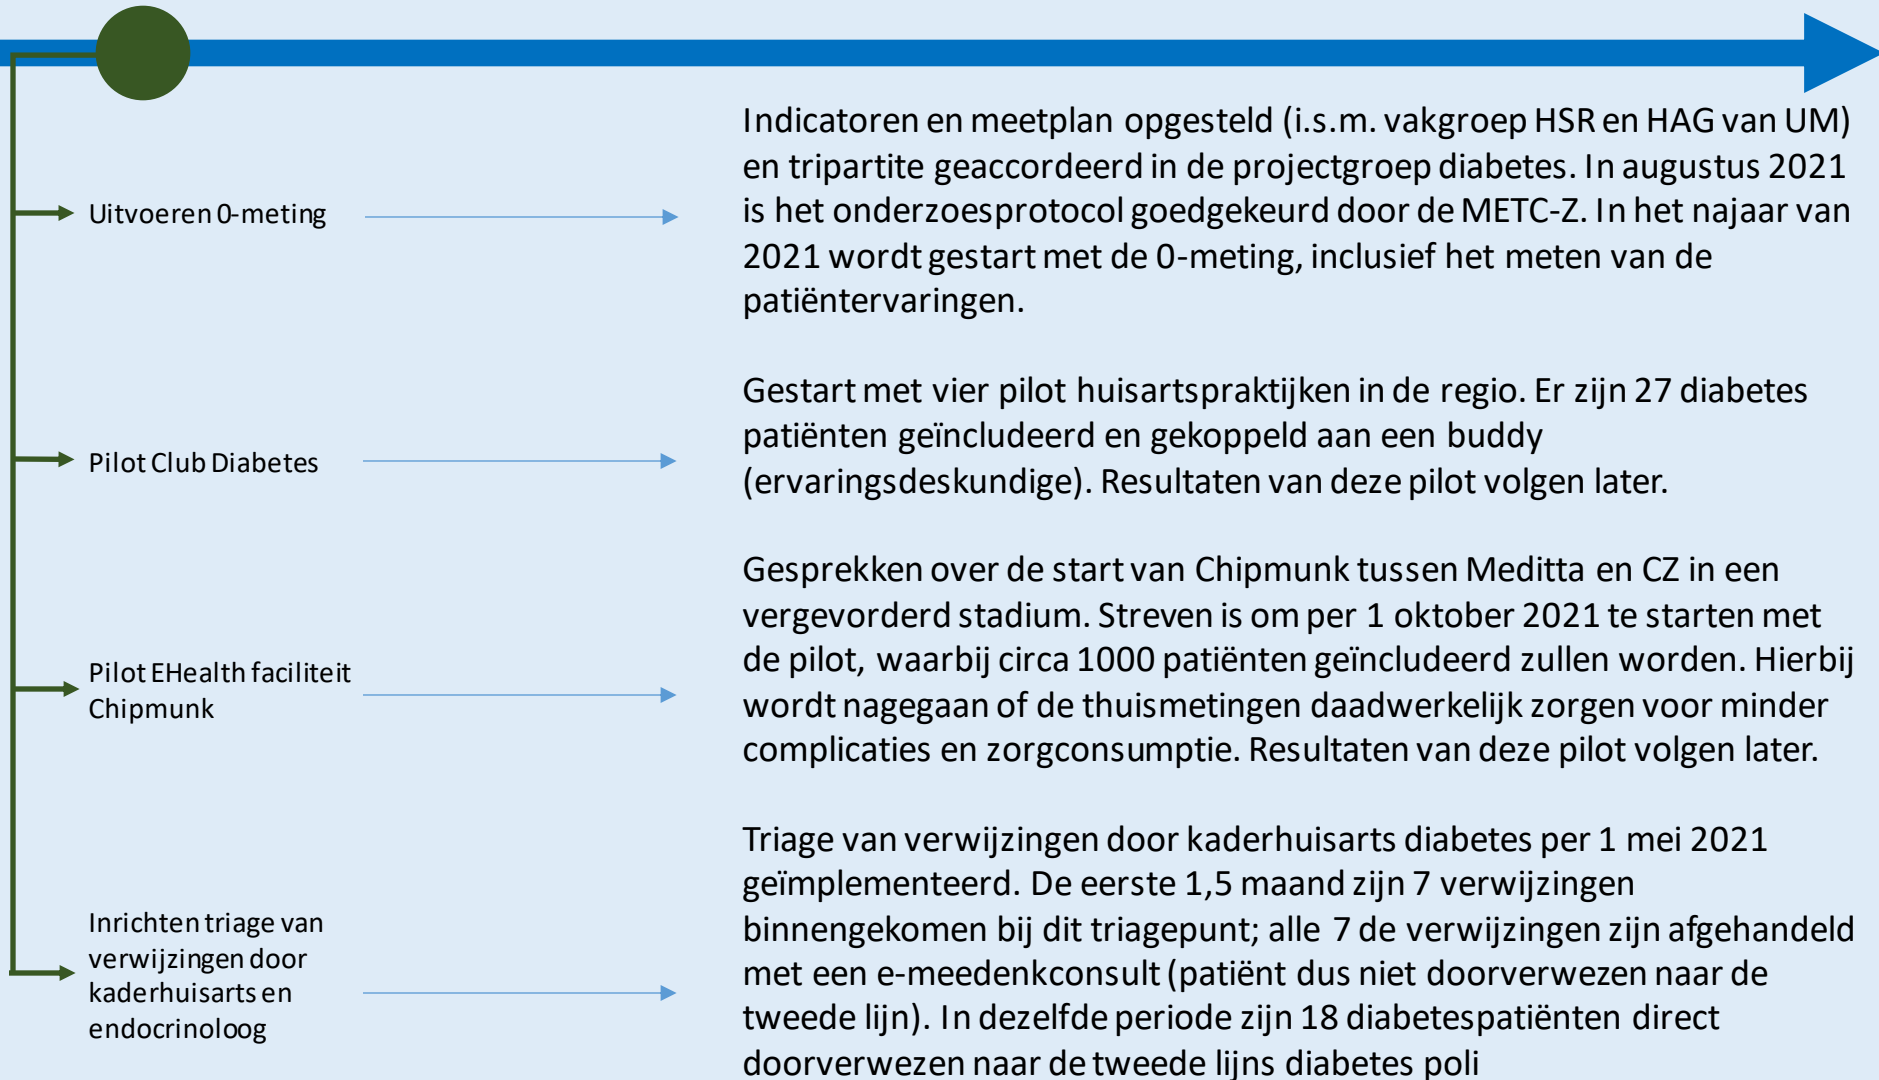 Uitvoeren 0-meting
Indicatoren en meetplan opgesteld (i.s.m. vakgroep HSR en HAG van UM)
en tripartite geaccordeerd in de projectgroep diabetes. In augustus 2021
is het onderzoesprotocol goedgekeurd door de METC-Z. In het najaar van
2021 wordt gestart met de 0-meting, inclusief het meten van de
patiëntervaringen.
Pilot Club Diabetes
Gestart met vier pilot huisartspraktijken in de regio. Er zijn 27 diabetes
patiënten geïncludeerd en gekoppeld aan een buddy
(ervaringsdeskundige). Resultaten van deze pilot volgen later.
Pilot EHealth faciliteit
Chipmunk
Gesprekken over de start van Chipmunk tussen Meditta en CZ in een
vergevorderd stadium. Streven is om per 1 oktober 2021 te starten met
de pilot, waarbij circa 1000 patiënten geïncludeerd zullen worden. Hierbij
wordt nagegaan of de thuismetingen daadwerkelijk zorgen voor minder
complicaties en zorgconsumptie. Resultaten van deze pilot volgen later.
Inrichten triage van
verwijzingen door
kaderhuisarts en
endocrinoloog
Triage van verwijzingen door kaderhuisarts diabetes per 1 mei 2021
geïmplementeerd. De eerste 1,5 maand zijn 7 verwijzingen
binnengekomen bij dit triagepunt; alle 7 de verwijzingen zijn afgehandeld
met een e-meedenkconsult (patiënt dus niet doorverwezen naar de
tweede lijn). In dezelfde periode zijn 18 diabetespatiënten direct
doorverwezen naar de tweede lijns diabetes poli